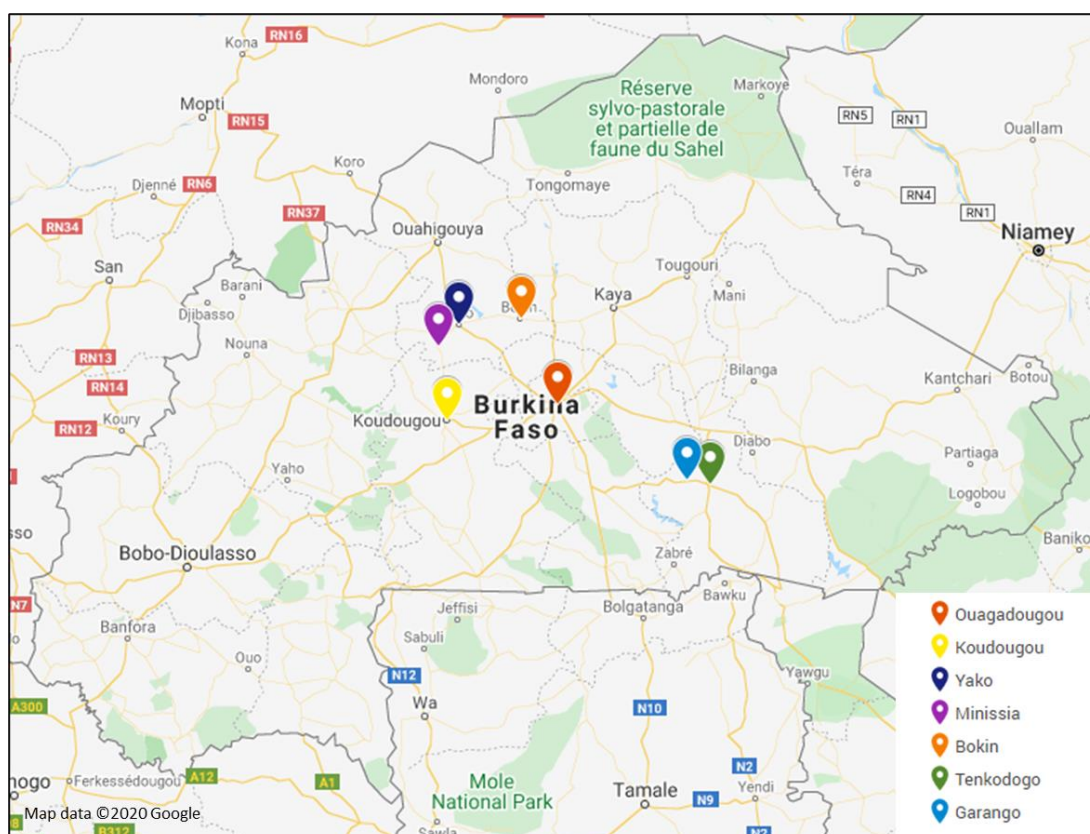 RN16
Kona
Mondoro
Réserve
sylvo-pastorale
et partielle de
faune du Sahel
Markoye
Mopti
RN15
RN5
RN1
Ouallam
Koro
Djenné
RN6
Tongomaye
Téra
RN4
RN37
RN1
RN34
Ouahigouya
Niamey
San
Barani
Tougouri
Djibasso
Kaya
Mani
Nouna
RN13
RN14
Bilanga
Botou
Kantchari
Burkina
Faso
Koudougou
RN12
Koury
Diabo
Partiaga
Yaho
Logobou
Bobo-Dioulasso
Zabré
Baniko
Bawku
Jeffisi
Bolgatanga
Banfora
Sabuli
Ouo
N12
Yawgu
Wa
N10
A300
N2
Mole
National Park
Tamale
Ferkessédougou
A12
A1
N9
Yendi
B312
Sawla
N2
Map data ©2020 Google
Ouagadougou
Koudougou
Yako
Minissia
Bokin
Tenkodogo
Garango